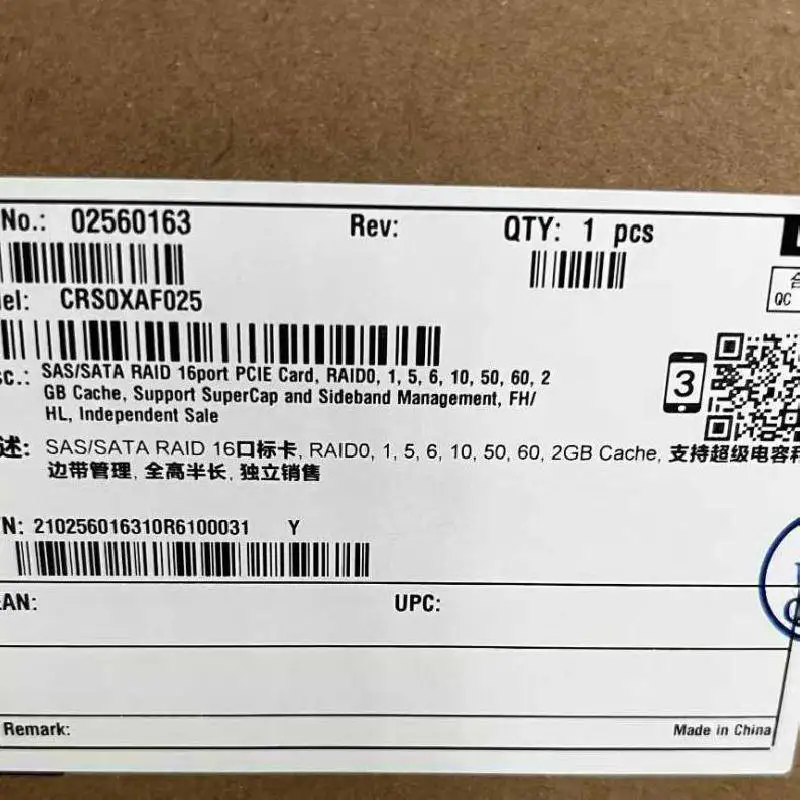 No.: 02560163 Rev: QTY: 1 pcs
el: CRS0XAF025
合
QC
sc.: SAS/SATA RAID 16port PCIE Card, RAID0, 1, 5, 6, 10, 50, 60, 2
GB Cache, Support SuperCap and Sideband Management, FH/
HL, Independent Sale
3
述: SAS/SATA RAID 16口标卡, RAID0, 1, 5, 6, 10, 50, 60, 2GB Cache, 支持超级电容和
边带管理, 全高半长, 独立销售
N: 210256016310R6100031 Y
AN: UPC:
Remark: Made in China